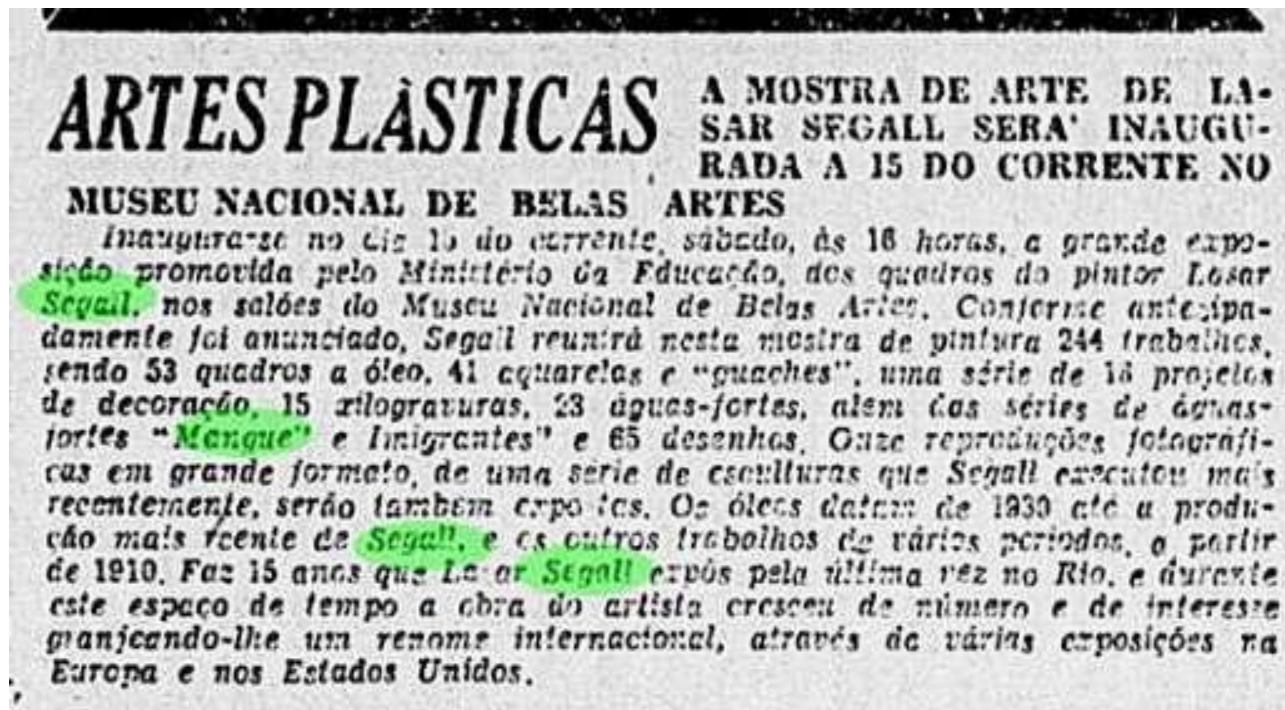 ARTES PLÀSTICAS
A MOSTRA DE ARTE DE LA-
SAR SEGALL SERA' INAUGU-
RADA A 15 DO CORRENTE NO
MUSEU NACIONAL DE BELAS ARTES
Inaugura-se no dia 15 do corrente, sábado, às 16 horas, a grande expo-
sição promovida pelo Ministério da Educação, dos quadros do pintor Lasar
Segall, nos salões do Museu Nacional de Belas Artes. Conforme antecipa-
damente foi anunciado, Segall reunirá nesta mostra de pintura 244 trabalhos,
sendo 53 quadros a óleo, 41 aquarelas e "guaches", uma série de 18 projetos
de decoração, 15 xilogravuras, 23 águas-fortes, alem das séries de águas-
fortes "Mangue" e Imigrantes" e 65 desenhos. Onze reproduções fotográfi-
cas em grande formato, de uma série de esculturas que Segall executou mais
recentemente, serão tambem expostas. Os óleos datam de 1930 até a produ-
ção mais rcente de Segall, e os outros trabalhos de vários periodos, a partir
de 1910. Faz 15 anos que Lasar Segall expôs pela última vez no Rio, e durante
este espaço de tempo a obra do artista cresceu de número e de interesse
granjeando-lhe um renome internacional, através de várias exposições na
Europa e nos Estados Unidos.